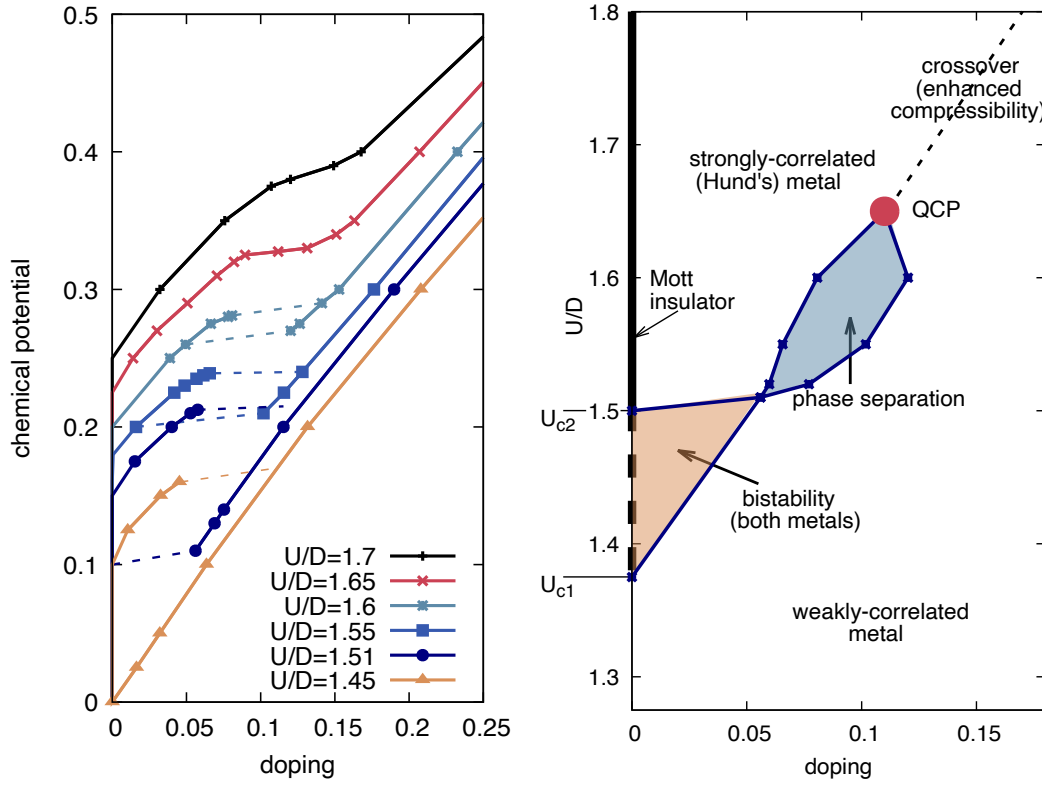 0.5
0.4
0.3
0.2
0.1
0
chemical potential
U/D=1.7
U/D=1.65
U/D=1.6
U/D=1.55
U/D=1.51
U/D=1.45
0
0.05
0.1
0.15
0.2
0.25
doping
1.8
1.7
1.6
1.5
1.4
1.3
U/D
Uc2
Uc1
crossover
(enhanced
compressibility)
strongly-correlated
(Hund's) metal
QCP
Mott
insulator
phase separation
bistability
(both metals)
weakly-correlated
metal
0
0.05
0.1
0.15
doping